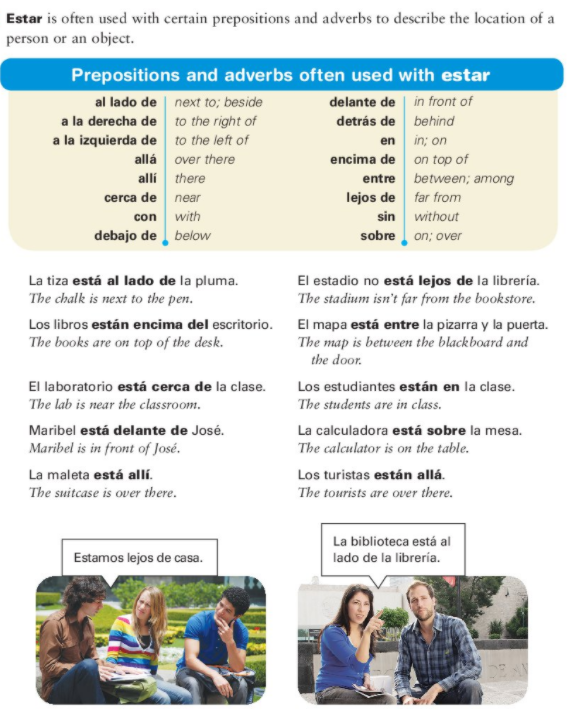 Estar is often used with certain prepositions and adverbs to describe the location of a
person or an object.
Prepositions and adverbs often used with estar
al lado de next to; beside
a la derecha de to the right of
a la izquierda de to the left of
allá over there
allí there
cerca de near
con with
debajo de below
delante de in front of
detrás de behind
en in; on
encima de on top of
entre between; among
lejos de far from
sin without
sobre on; over
La tiza está al lado de la pluma.
The chalk is next to the pen.
El estadio no está lejos de la librería.
The stadium isn't far from the bookstore.
Los libros están encima del escritorio.
The books are on top of the desk.
El mapa está entre la pizarra y la puerta.
The map is between the blackboard and
the door.
El laboratorio está cerca de la clase.
The lab is near the classroom.
Los estudiantes están en la clase.
The students are in class.
Maribel está delante de José.
Maribel is in front of José.
La calculadora está sobre la mesa.
The calculator is on the table.
La maleta está allí.
The suitcase is over there.
Los turistas están allá.
The tourists are over there.
Estamos lejos de casa.
La biblioteca está al
lado de la librería.